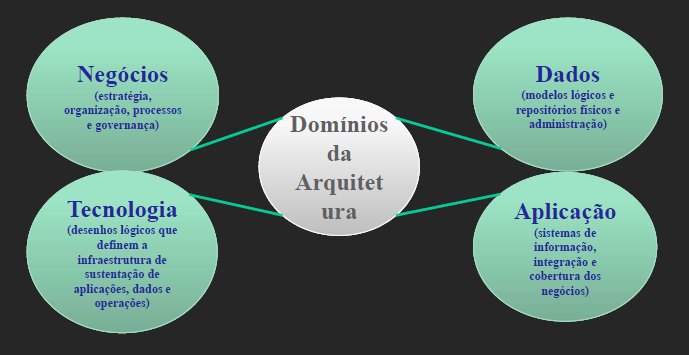 Negócios
(estratégia,
organização, processos
e governança)
Dados
(modelos lógicos e
repositórios físicos e
administração)
Domínios
da
Arquitet
ura
Tecnologia
(desenhos lógicos que
definem a
infraestrutura de
sustentação de
aplicações, dados e
operações)
Aplicação
(sistemas de
informação,
integração e
cobertura dos
negócios)